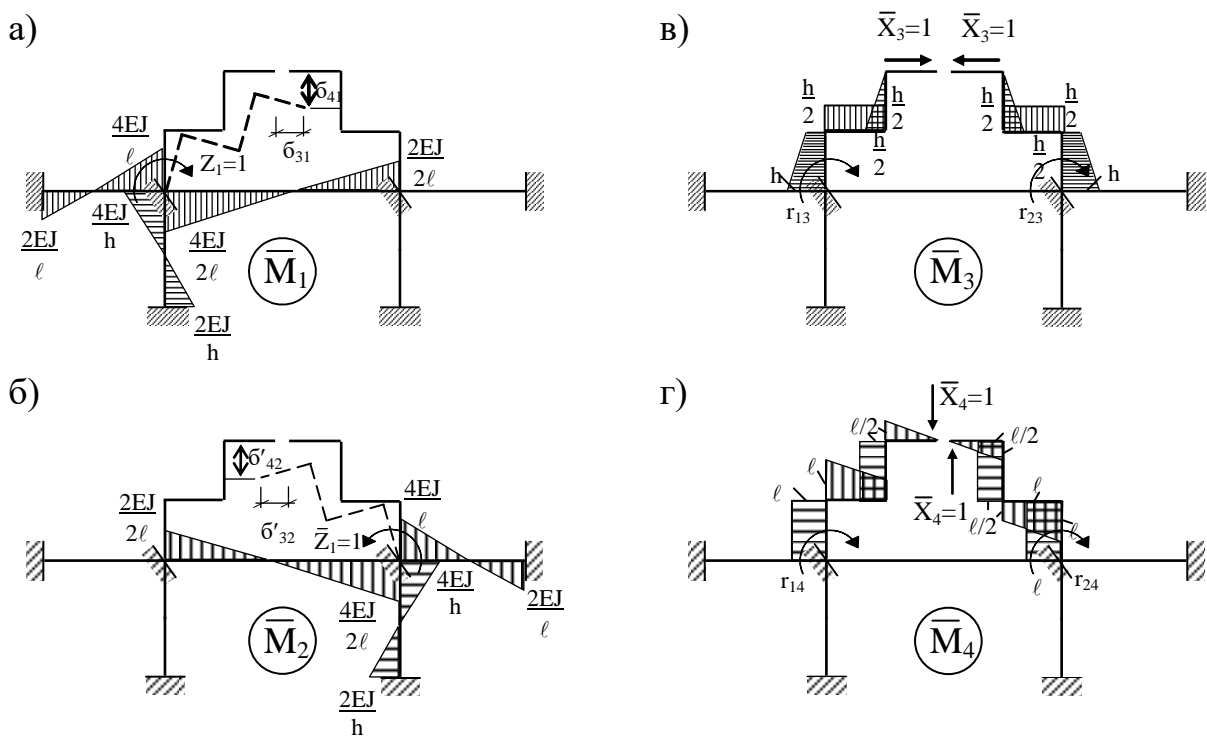 а)
б₄₁
4EJ
ℓ
Z₁=1
б₃₁
2EJ
2ℓ
4EJ
h
2EJ
ℓ
4EJ
2ℓ
M̅₁
2EJ
h
в)
X̅₃=1
X̅₃=1
h
2
h
2
h
2
h
2
h
2
h
2
h
r₁₃
r₂₃
M̅₃
б)
б'₄₂
2EJ
2ℓ
б'₃₂
Z̅₁=1
4EJ
ℓ
4EJ
h
4EJ
2ℓ
2EJ
ℓ
M̅₂
2EJ
h
г)
X̅₄=1
ℓ/2
ℓ/2
ℓ
ℓ
X̅₄=1
ℓ/2
ℓ
ℓ
r₁₄
ℓ
r₂₄
M̅₄